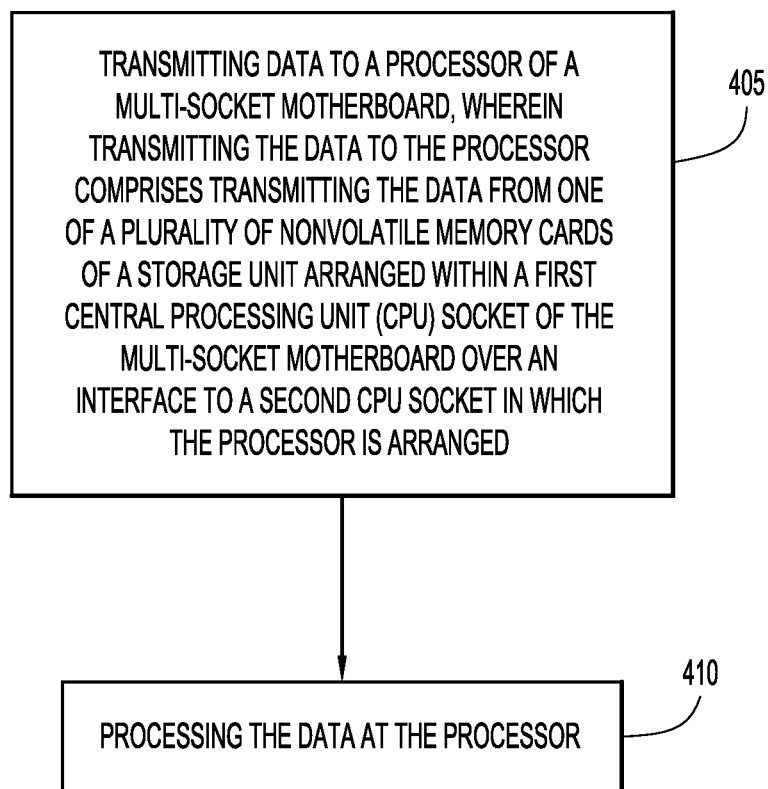 TRANSMITTING DATA TO A PROCESSOR OF A
MULTI-SOCKET MOTHERBOARD, WHEREIN
TRANSMITTING THE DATA TO THE PROCESSOR
COMPRISES TRANSMITTING THE DATA FROM ONE
OF A PLURALITY OF NONVOLATILE MEMORY CARDS
OF A STORAGE UNIT ARRANGED WITHIN A FIRST
CENTRAL PROCESSING UNIT (CPU) SOCKET OF THE
MULTI-SOCKET MOTHERBOARD OVER AN
INTERFACE TO A SECOND CPU SOCKET IN WHICH
THE PROCESSOR IS ARRANGED
405
410
PROCESSING THE DATA AT THE PROCESSOR